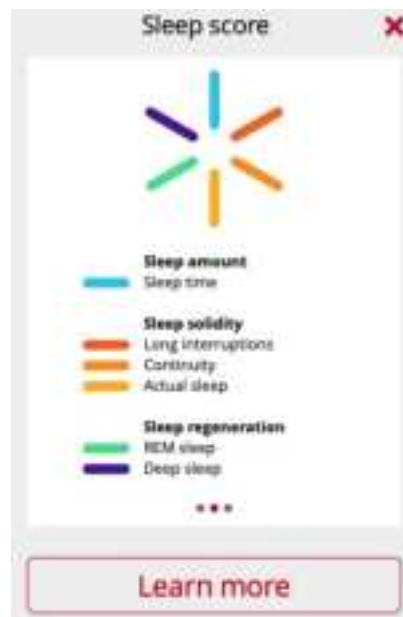 Sleep score
Sleep amount
Sleep time
Sleep solidity
Long interruptions
Continuity
Actual sleep
Sleep regeneration
REM sleep
Deep sleep
Learn more